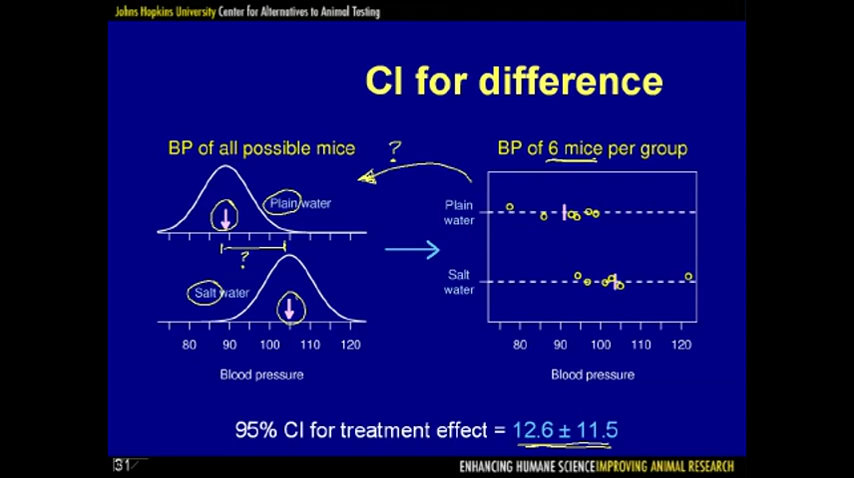 Johns Hopkins University Center for Alternatives to Animal Testing
CI for difference
BP of all possible mice
?
BP of 6 mice per group
Plain water
?
Salt water
80 90 100 110 120
Blood pressure
Plain
water
Salt
water
80 90 100 110 120
Blood pressure
95% CI for treatment effect = 12.6 ± 11.5
31
ENHANCING HUMANE SCIENCE IMPROVING ANIMAL RESEARCH